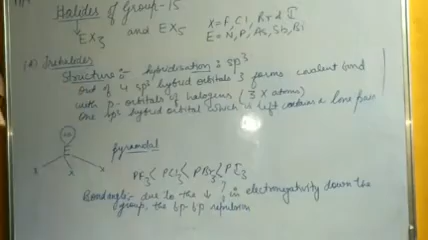 Halides of Group-15
EX3 and EX5 X=F, Cl, Br & I
E = N, P, As, Sb, Bi
(a) Trihalides
Structure :- hybridisation : sp3
out of 4 sp3 hybrid orbitals 3 forms covalent bond
with p-orbitals of halogens (3 X atoms)
One sp3 hybrid orbital which is left contains a lone pair
E
X X X
pyramidal
PF3 < PCl3 < PBr3 < PI3
Bond angle:- due to the ↓ in electronegativity down the
group, the bp-bp repulsion